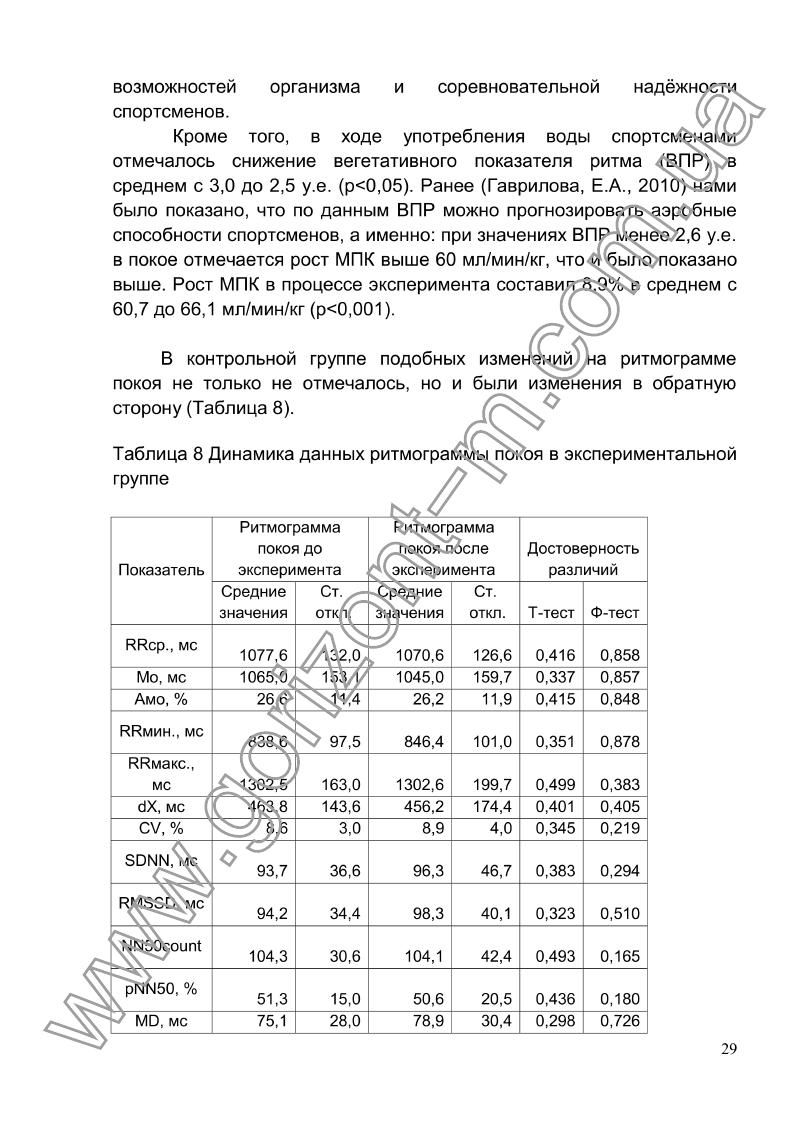 возможностей организма и соревновательной надёжности
спортсменов.
Кроме того, в ходе употребления воды спортсменами
отмечалось снижение вегетативного показателя ритма (ВПР) в
среднем с 3,0 до 2,5 у.е. (p<0,05). Ранее (Гаврилова, Е.А., 2010) нами
было показано, что по данным ВПР можно прогнозировать аэробные
способности спортсменов, а именно: при значениях ВПР менее 2,6 у.е.
в покое отмечается рост МПК выше 60 мл/мин/кг, что и было показано
выше. Рост МПК в процессе эксперимента составил 8,9% в среднем с
60,7 до 66,1 мл/мин/кг (p<0,001).
В контрольной группе подобных изменений на ритмограмме
покоя не только не отмечалось, но и были изменения в обратную
сторону (Таблица 8).
Таблица 8 Динамика данных ритмограммы покоя в экспериментальной
группе
Показатель
Ритмограмма
покоя до
эксперимента
Ритмограмма
покоя после
эксперимента
Достоверность
различий
Средние
значения
Ст.
откл.
Средние
значения
Ст.
откл.
Т-тест Ф-тест
RRср., мс 1077,6 132,0 1070,6 126,6 0,416 0,858
Мо, мс 1065,0 153,1 1045,0 159,7 0,337 0,857
Амо, % 26,6 11,4 26,2 11,9 0,415 0,848
RRмин., мс 838,6 97,5 846,4 101,0 0,351 0,878
RRмакс.,
мс 1302,5 163,0 1302,6 199,7 0,499 0,383
dX, мс 463,8 143,6 456,2 174,4 0,401 0,405
CV, % 8,6 3,0 8,9 4,0 0,345 0,219
SDNN, мс 93,7 36,6 96,3 46,7 0,383 0,294
RMSSD, мс 94,2 34,4 98,3 40,1 0,323 0,510
NN50count 104,3 30,6 104,1 42,4 0,493 0,165
pNN50, % 51,3 15,0 50,6 20,5 0,436 0,180
MD, мс 75,1 28,0 78,9 30,4 0,298 0,726
29
www.gorizont-m.com.ua